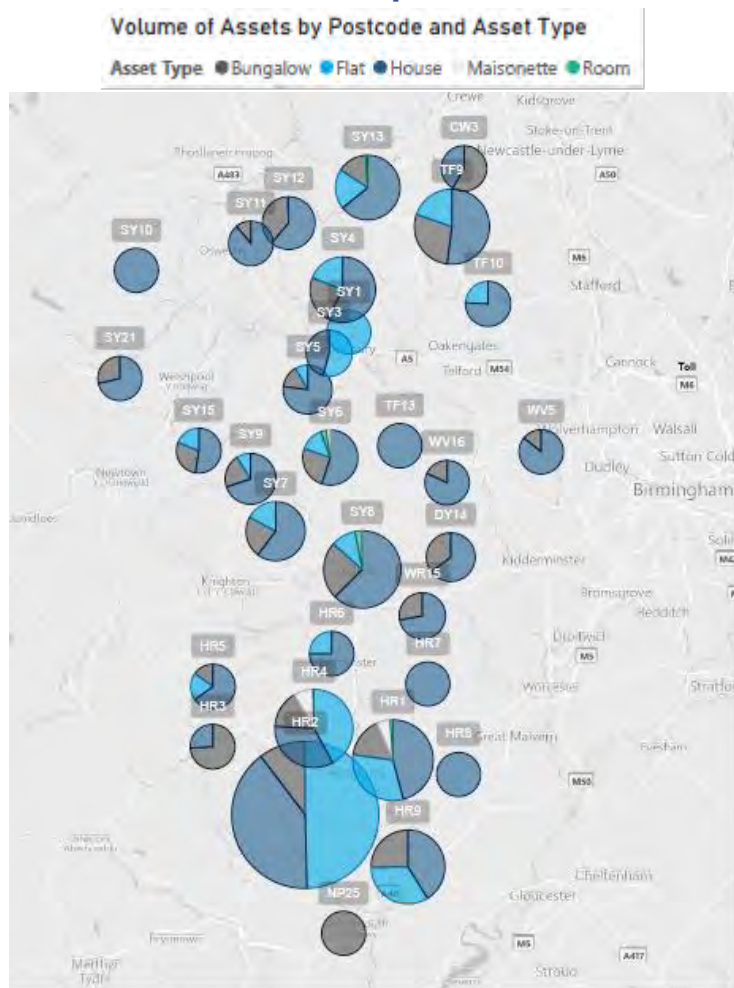 Volume of Assets by Postcode and Asset Type
Asset Type Bungalow Flat House Maisonette Room
Crewe Kidsgrove
SY13 CW3 Stoke-on-Trent
Newcastle-under-Lyme
A483 TF9 A50
SY12
SY11
SY10
SY4 M6
TF10 Stafford
SY1
SY3
SY5 Oakengates
A5 Telford M54 Cannock Toll
M6
SY21
Welshpool
SY15 SY6 TF13 WV5
Wolverhampton Walsall
SY9 WV16 Dudley Sutton Cold
SY7 Birmingham
Newtown
SY8 DY14
Kidderminster
WR15 Bromsgrove
Knighton Redditch
HR6 HR7 Droitwich
M5
HR5 HR4 Worcester
HR3 HR2 HR1 HR8
Great Malvern Evesham
M50
HR9
Cheltenham
NP25 Gloucester
M5
A417
Merthyr
Stroud